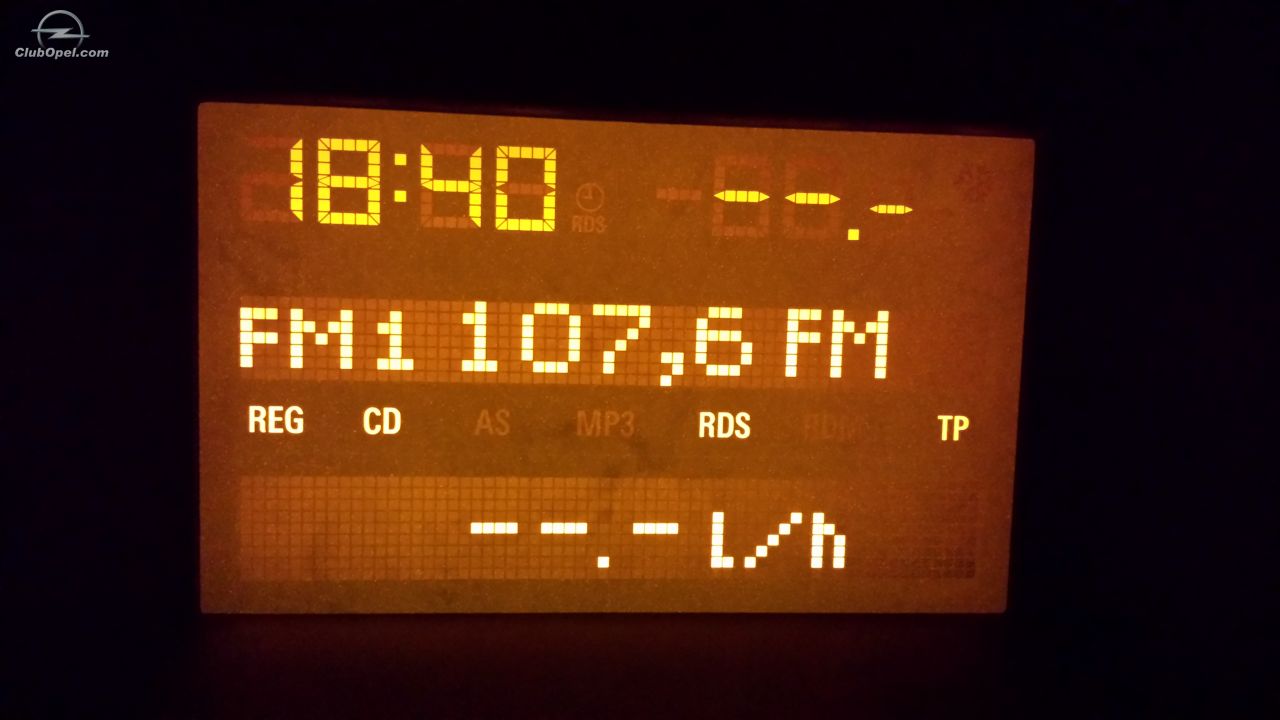 ClubOpel.com
18:40 --.-
RDS
FM1 107,6 FM
REG CD AS MP3 RDS TP
--.- l/h